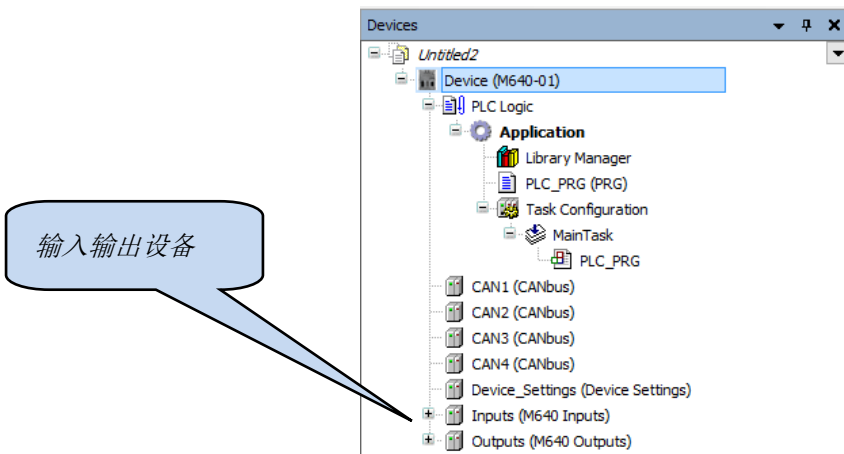 Devices
Untitled2
Device (M640-01)
PLC Logic
Application
Library Manager
PLC_PRG (PRG)
Task Configuration
MainTask
PLC_PRG
CAN1 (CANbus)
CAN2 (CANbus)
CAN3 (CANbus)
CAN4 (CANbus)
Device_Settings (Device Settings)
Inputs (M640 Inputs)
Outputs (M640 Outputs)
输入输出设备